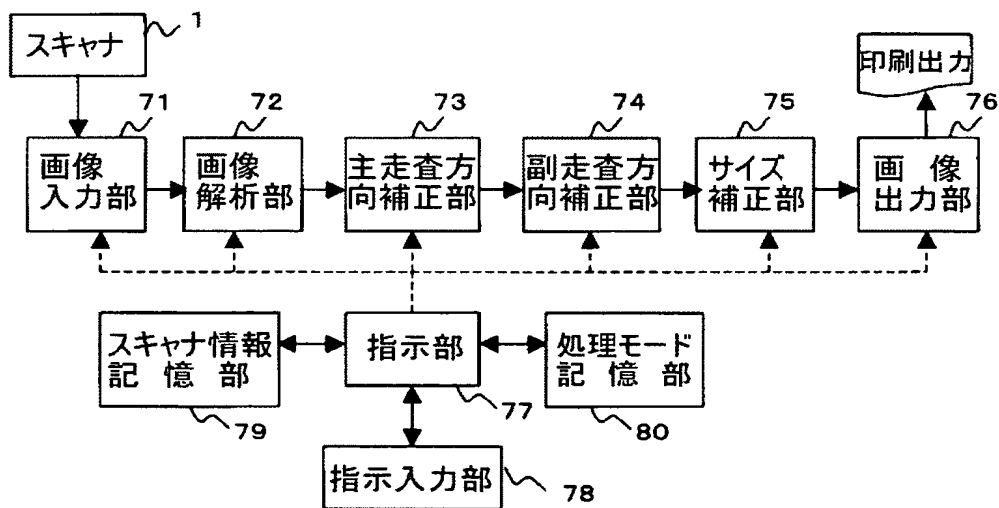 スキャナ
1
印刷出力
71
72
73
74
75
76
画像
入力部
画像
解析部
主走査方
向補正部
副走査方
向補正部
サイズ
補正部
画像
出力部
スキャナ情報
記憶部
指示部
処理モード
記憶部
79
77
80
指示入力部
78